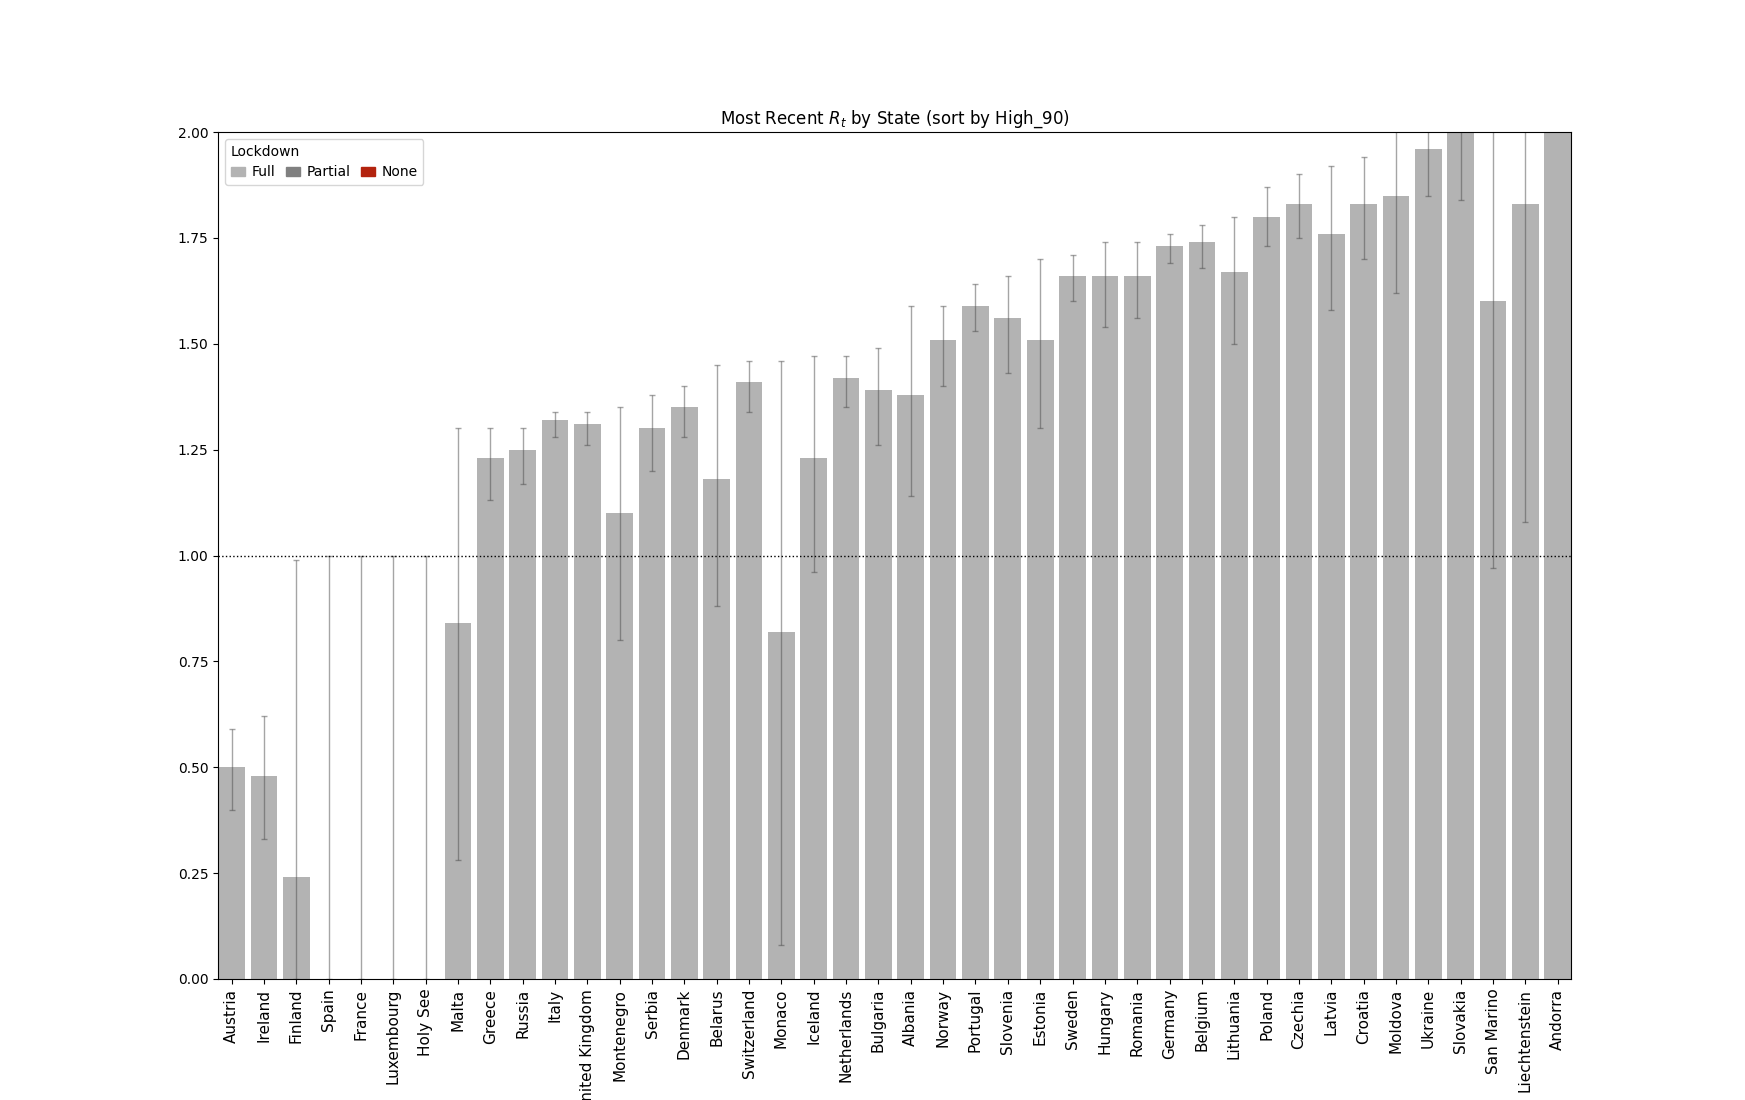 Most Recent R_t by State (sort by High_90)
Lockdown
Full Partial None
2.00
1.75
1.50
1.25
1.00
0.75
0.50
0.25
0.00
Austria
Ireland
Finland
Spain
France
Luxembourg
Holy See
Malta
Greece
Russia
Italy
nited Kingdom
Montenegro
Serbia
Denmark
Belarus
Switzerland
Monaco
Iceland
Netherlands
Bulgaria
Albania
Norway
Portugal
Slovenia
Estonia
Sweden
Hungary
Romania
Germany
Belgium
Lithuania
Poland
Czechia
Latvia
Croatia
Moldova
Ukraine
Slovakia
San Marino
Liechtenstein
Andorra